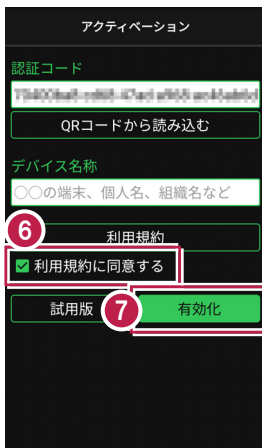 アクティベーション
認証コード
QRコードから読み込む
デバイス名称
○○の端末、個人名、組織名など
6
利用規約
利用規約に同意する
試用版
7
有効化